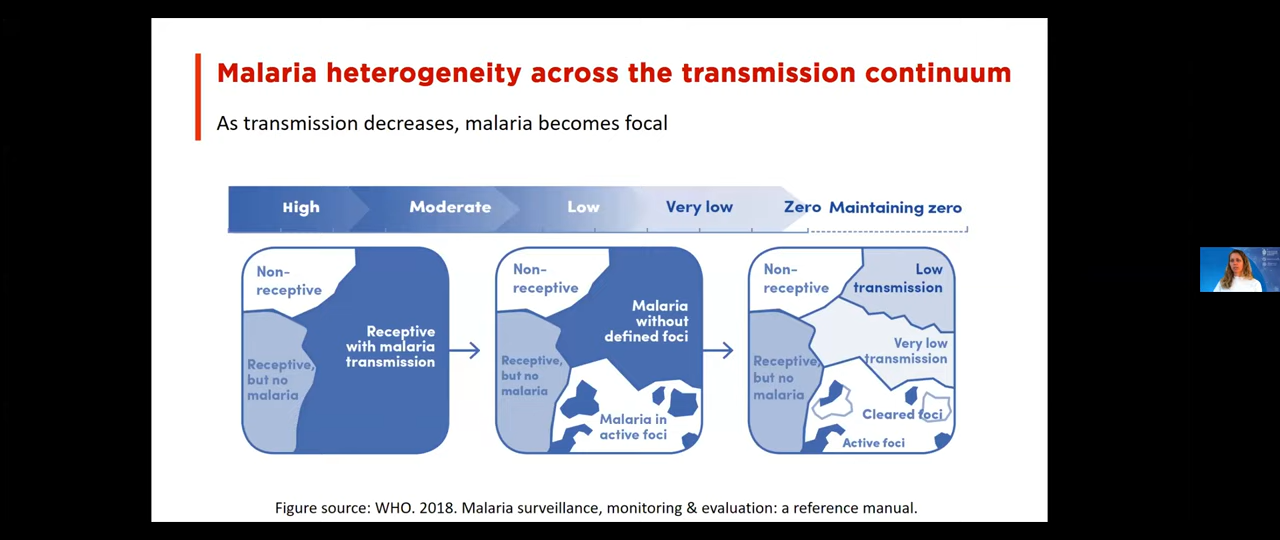 Malaria heterogeneity across the transmission continuum
As transmission decreases, malaria becomes focal
High
Moderate
Low
Very low
Zero
Maintaining zero
Non-
receptive
Receptive
with malaria
transmission
Receptive,
but no
malaria
Non-
receptive
Malaria
without
defined foci
Receptive,
but no
malaria
Malaria in
active foci
Non-
receptive
Low
transmission
Very low
transmission
Receptive,
but no
malaria
Cleared foci
Active foci
Figure source: WHO. 2018. Malaria surveillance, monitoring & evaluation: a reference manual.